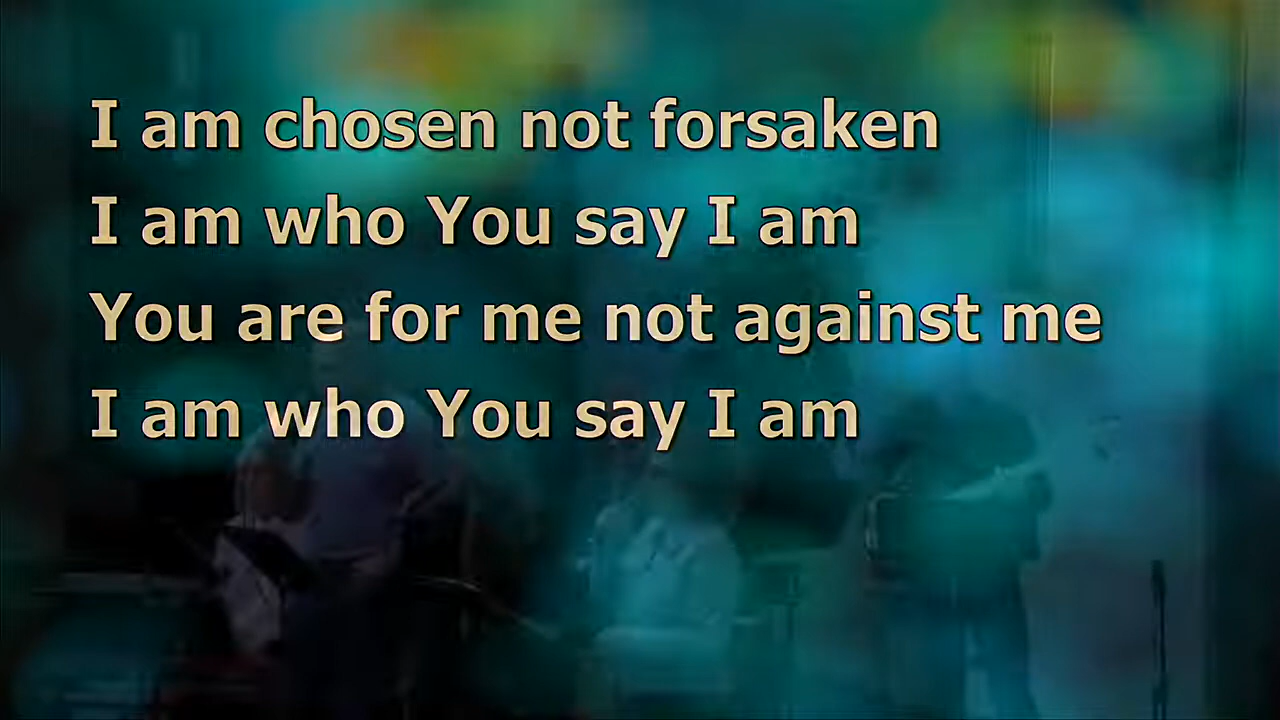 I am chosen not forsaken
I am who You say I am
You are for me not against me
I am who You say I am